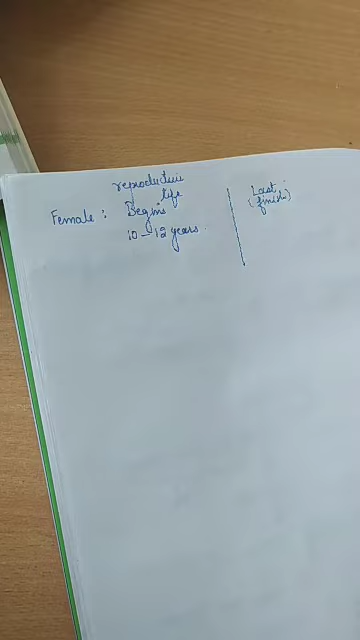 reproductive
life
Female : Begins
10 - 12 years.
Last
(finish)